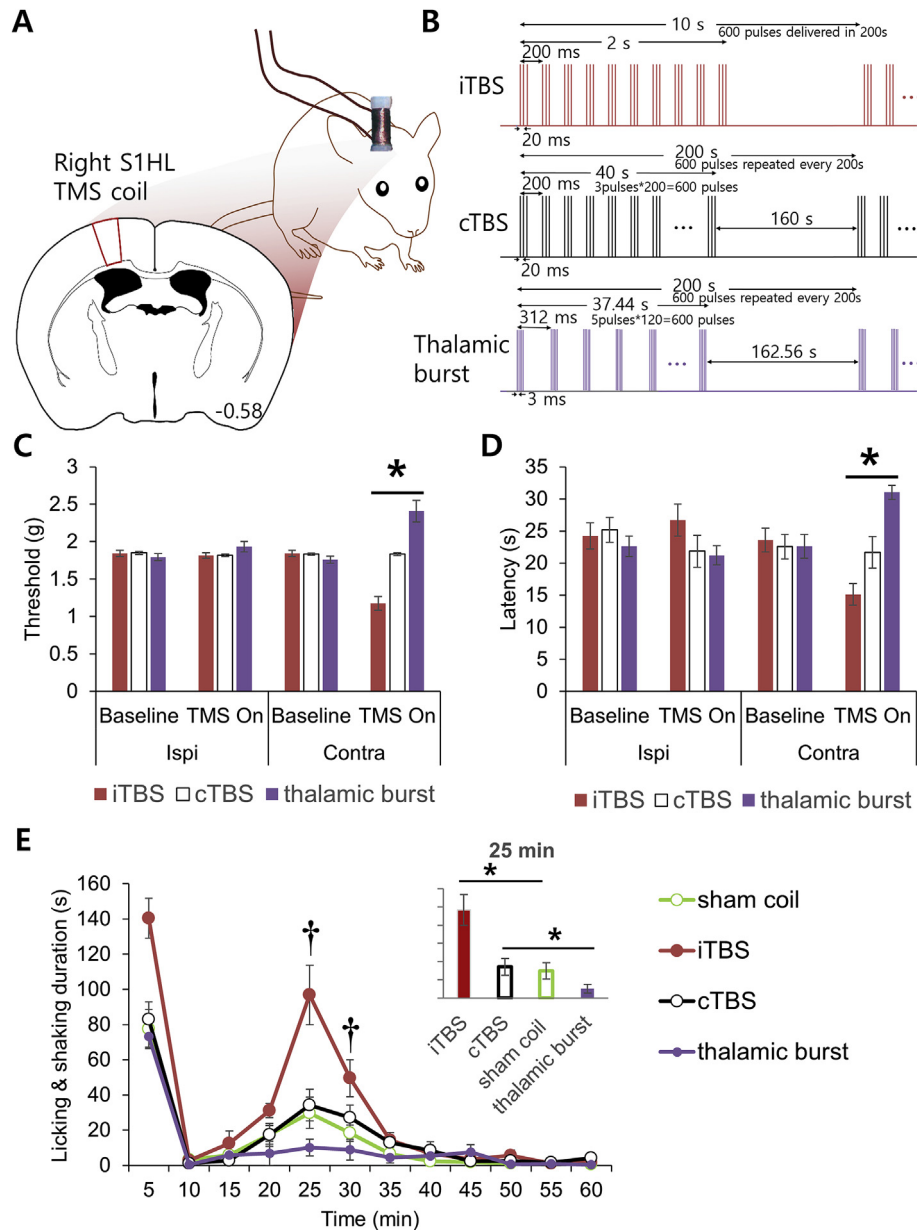 A
Right S1HL
TMS coil
-0.58
B
10 s
600 pulses delivered in 200s
2 s
200 ms
iTBS
20 ms
200 s
600 pulses repeated every 200s
40 s
200 ms
3pulses*200=600 pulses
cTBS
160 s
20 ms
200 s
600 pulses repeated every 200s
37.44 s
312 ms
5pulses*120=600 pulses
Thalamic
burst
162.56 s
3 ms
C
Threshold (g)
3
2.5
2
1.5
1
0.5
0
*
Baseline TMS On Baseline TMS On
Ispi Contra
iTBS cTBS thalamic burst
D
Latency (s)
35
30
25
20
15
10
5
0
*
Baseline TMS On Baseline TMS On
Ispi Contra
iTBS cTBS thalamic burst
E
Licking & shaking duration (s)
160
140
120
100
80
60
40
20
0
† †
5 10 15 20 25 30 35 40 45 50 55 60
Time (min)
25 min
* *
iTBS
cTBS
sham coil
thalamic burst
sham coil
iTBS
cTBS
thalamic burst